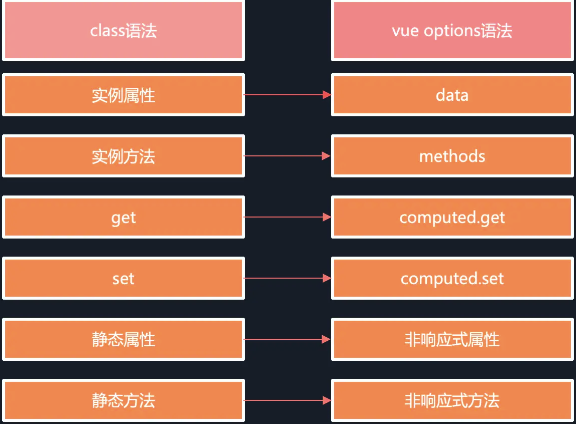 class语法
vue options语法
实例属性
data
实例方法
methods
get
computed.get
set
computed.set
静态属性
非响应式属性
静态方法
非响应式方法